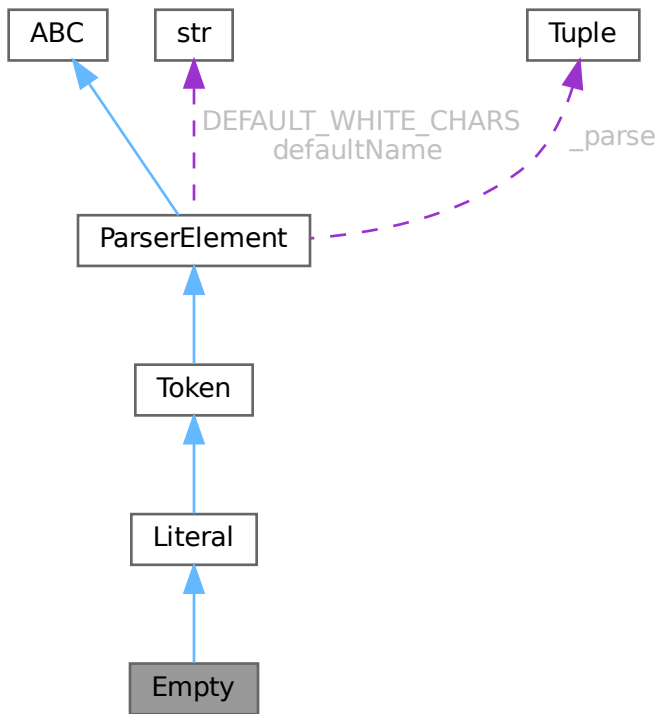 ABC
str
Tuple
DEFAULT_WHITE_CHARS
defaultName
_parse
ParserElement
Token
Literal
Empty